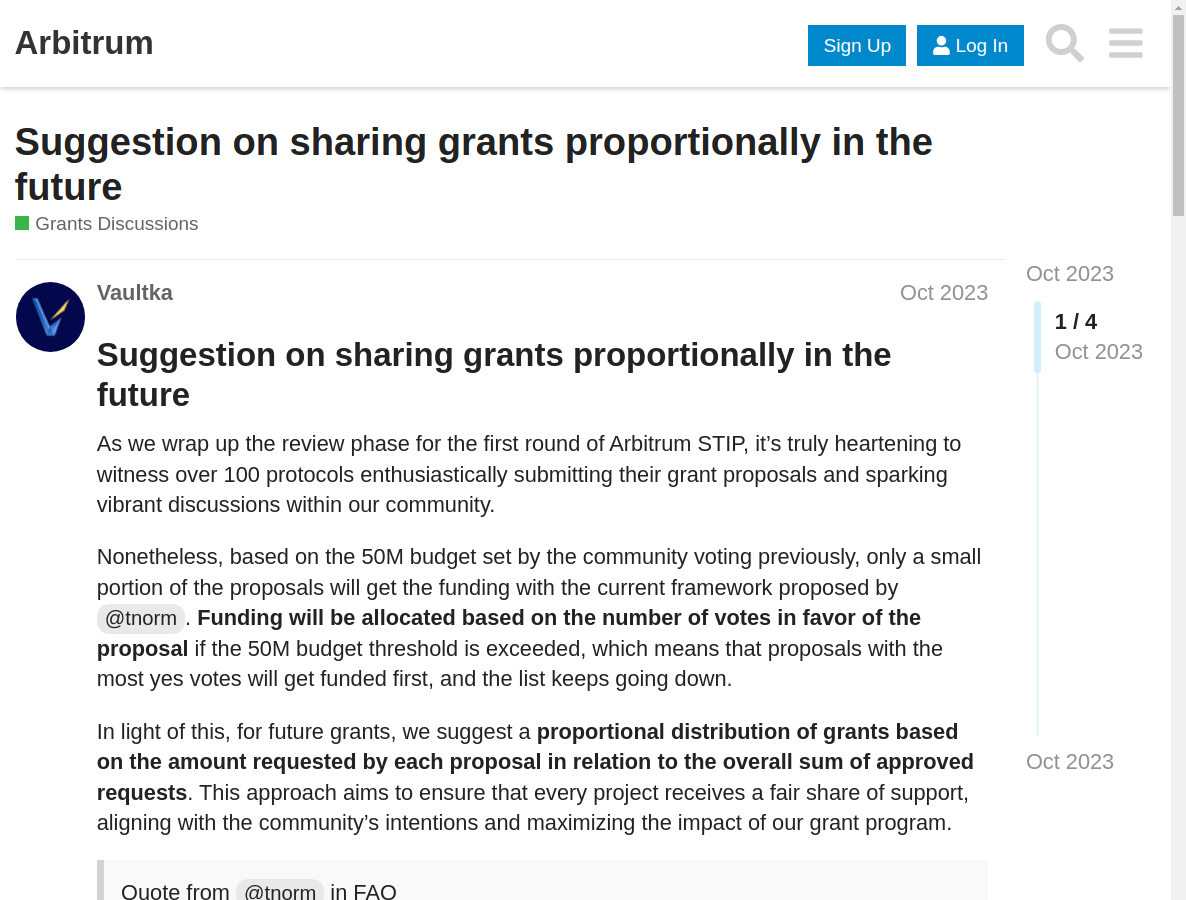 Arbitrum
Sign Up
Log In
Suggestion on sharing grants proportionally in the
future
Grants Discussions
Vaultka
Oct 2023
Suggestion on sharing grants proportionally in the
future
As we wrap up the review phase for the first round of Arbitrum STIP, it’s truly heartening to
witness over 100 protocols enthusiastically submitting their grant proposals and sparking
vibrant discussions within our community.
Nonetheless, based on the 50M budget set by the community voting previously, only a small
portion of the proposals will get the funding with the current framework proposed by
@tnorm. Funding will be allocated based on the number of votes in favor of the
proposal if the 50M budget threshold is exceeded, which means that proposals with the
most yes votes will get funded first, and the list keeps going down.
In light of this, for future grants, we suggest a proportional distribution of grants based
on the amount requested by each proposal in relation to the overall sum of approved
requests. This approach aims to ensure that every project receives a fair share of support,
aligning with the community’s intentions and maximizing the impact of our grant program.
Quote from @tnorm in FAQ
Oct 2023
1 / 4
Oct 2023
Oct 2023